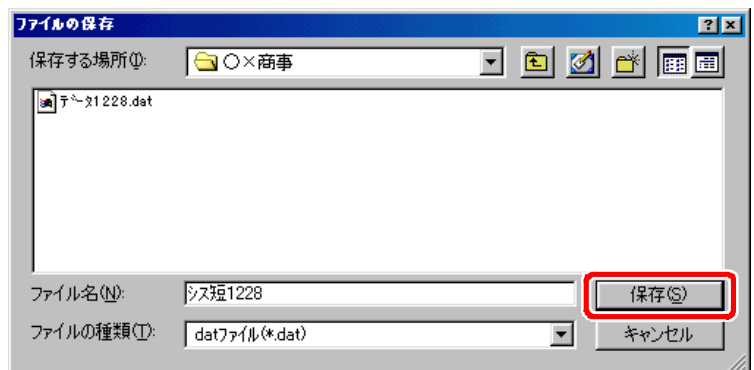 ファイルの保存
保存する場所(I):
○×商事
ﾃﾞｰﾀ1228.dat
ファイル名(N):
シス短1228
保存(S)
ファイルの種類(T):
datファイル(*.dat)
キャンセル